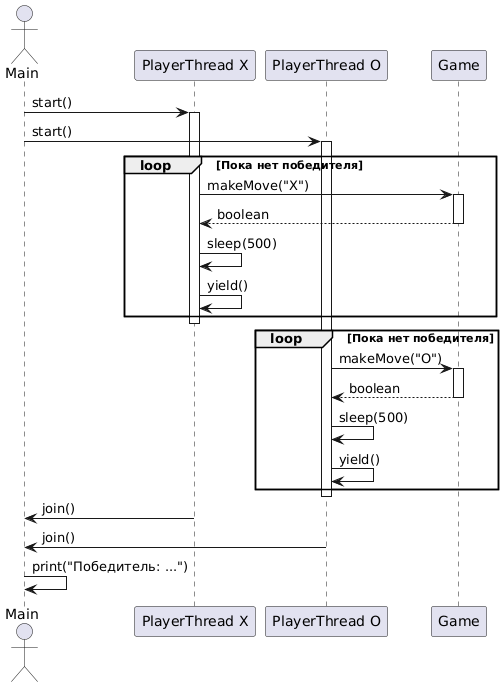 Main
PlayerThread X
PlayerThread O
Game
start()
start()
loop
[Пока нет победителя]
makeMove("X")
boolean
sleep(500)
yield()
loop
[Пока нет победителя]
makeMove("O")
boolean
sleep(500)
yield()
join()
join()
print("Победитель: ...")
Main
PlayerThread X
PlayerThread O
Game